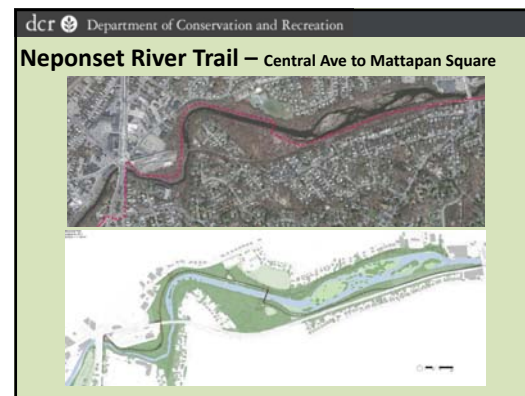 dcr Department of Conservation and Recreation
Neponset River Trail – Central Ave to Mattapan Square